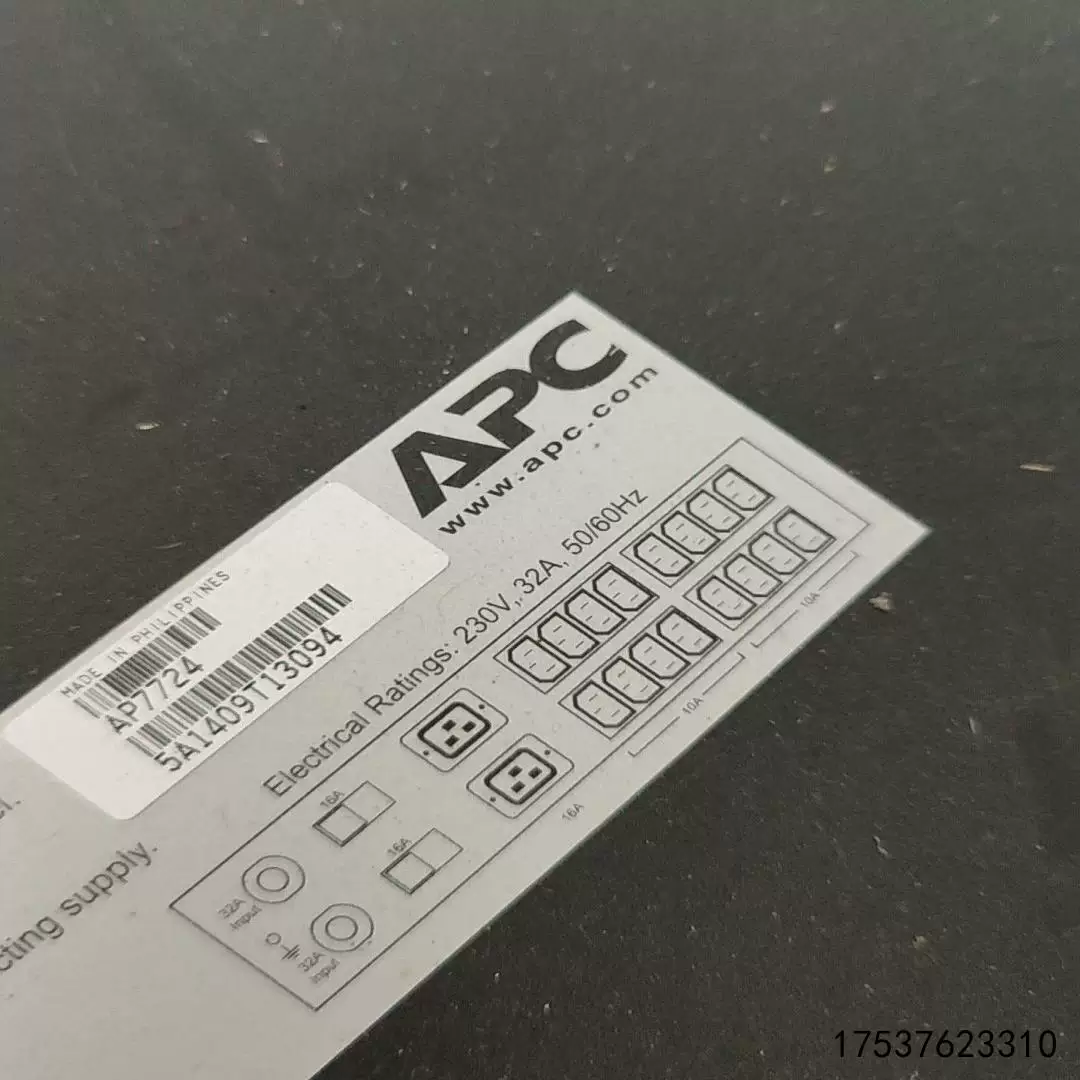 APC
www.apc.com
MADE IN PHILIPPINES
AP7724
5A1409T13094
Electrical Ratings: 230V, 32A, 50/60Hz
16A
16A
32A
Input
32A
Input
10A
10A
16A
cting supply.
17537623310